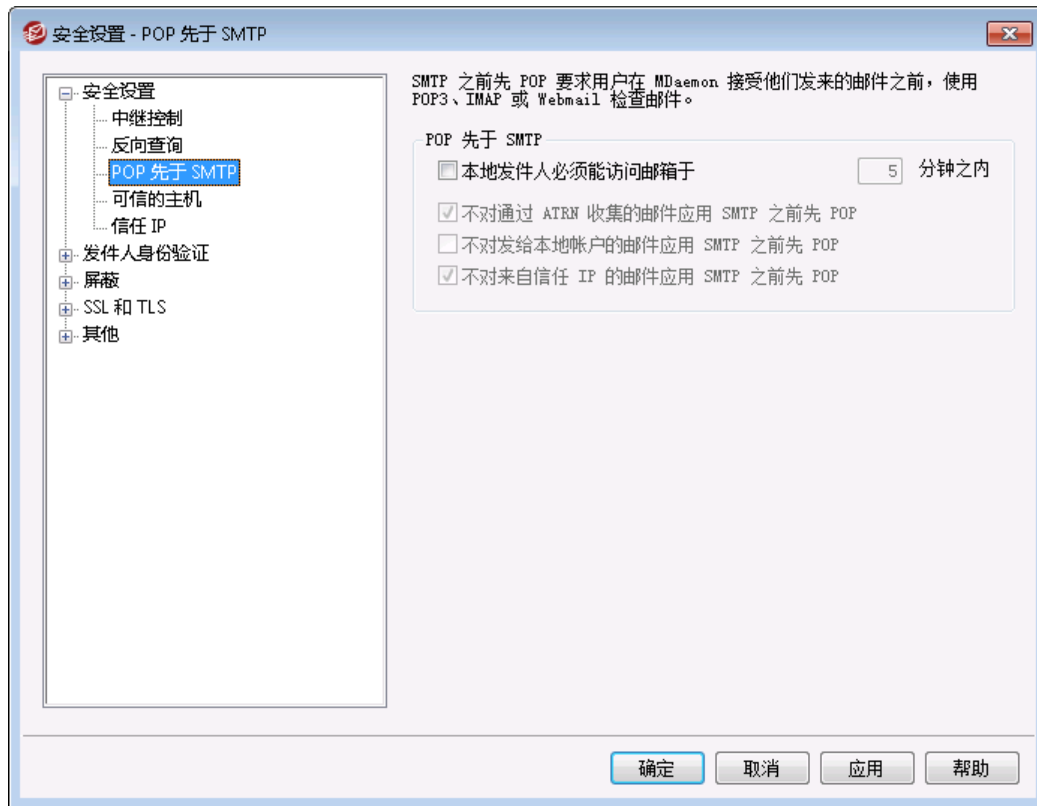 安全设置 - POP 先于 SMTP
安全设置
中继控制
反向查询
POP 先于 SMTP
可信的主机
信任 IP
发件人身份验证
屏蔽
SSL 和 TLS
其他
SMTP 之前先 POP 要求用户在 MDaemon 接受他们发来的邮件之前，使用
POP3、IMAP 或 Webmail 检查邮件。
POP 先于 SMTP
本地发件人必须能访问邮箱于 5 分钟之内
不对通过 ATRN 收集的邮件应用 SMTP 之前先 POP
不对发给本地帐户的邮件应用 SMTP 之前先 POP
不对来自信任 IP 的邮件应用 SMTP 之前先 POP
确定 取消 应用 帮助